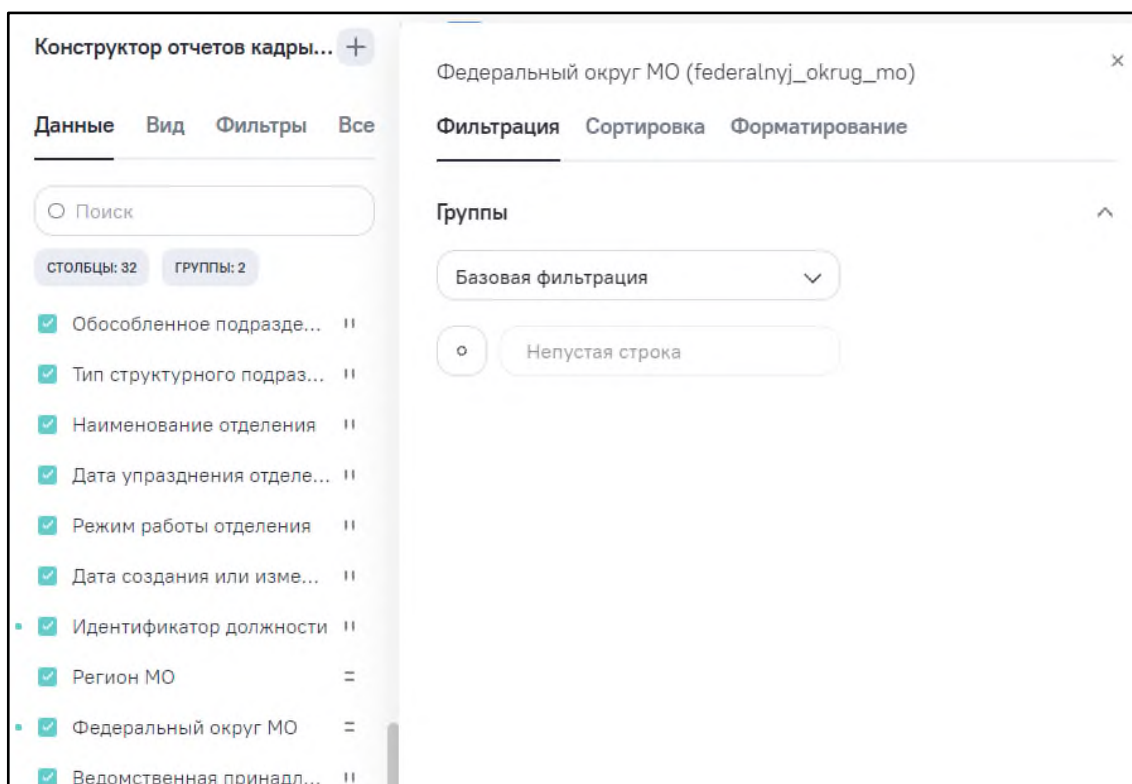 Конструктор отчетов кадры...
Данные Вид Фильтры Все
Поиск
СТОЛБЦЫ: 32 ГРУППЫ: 2
Обособленное подразде...
Тип структурного подраз...
Наименование отделения
Дата упразднения отделе...
Режим работы отделения
Дата создания или изме...
Идентификатор должности
Регион МО
Федеральный округ МО
Ведомственная принадл...
Федеральный округ МО (federalnyj_okrug_mo)
Фильтрация Сортировка Форматирование
Группы
Базовая фильтрация
Непустая строка